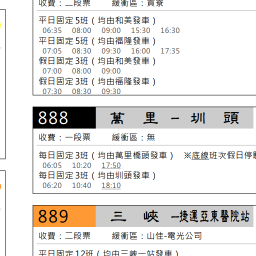 收費：二段票 緩衝區：貢寮
平日固定5班（均由和美發車）
06:35 08:00 09:00 15:30 16:30
平日固定5班（均由福隆發車）
07:05 08:30 09:30 16:00 17:35
假日固定3班（均由和美發車）
07:00 08:00 09:00
假日固定3班（均由福隆發車）
07:30 08:30 09:30
888 萬 里 － 圳 頭
收費：一段票 緩衝區：無
每日固定3班（均由萬里橋頭發車） ※底線班次假日停駛
06:05 10:20 17:50
每日固定3班（均由圳頭發車）
06:20 10:40 18:10
889 三 峽 －捷運亞東醫院站
收費：二段票 緩衝區：山佳-電光公司
平日固定12班（均由三峽一站發車）